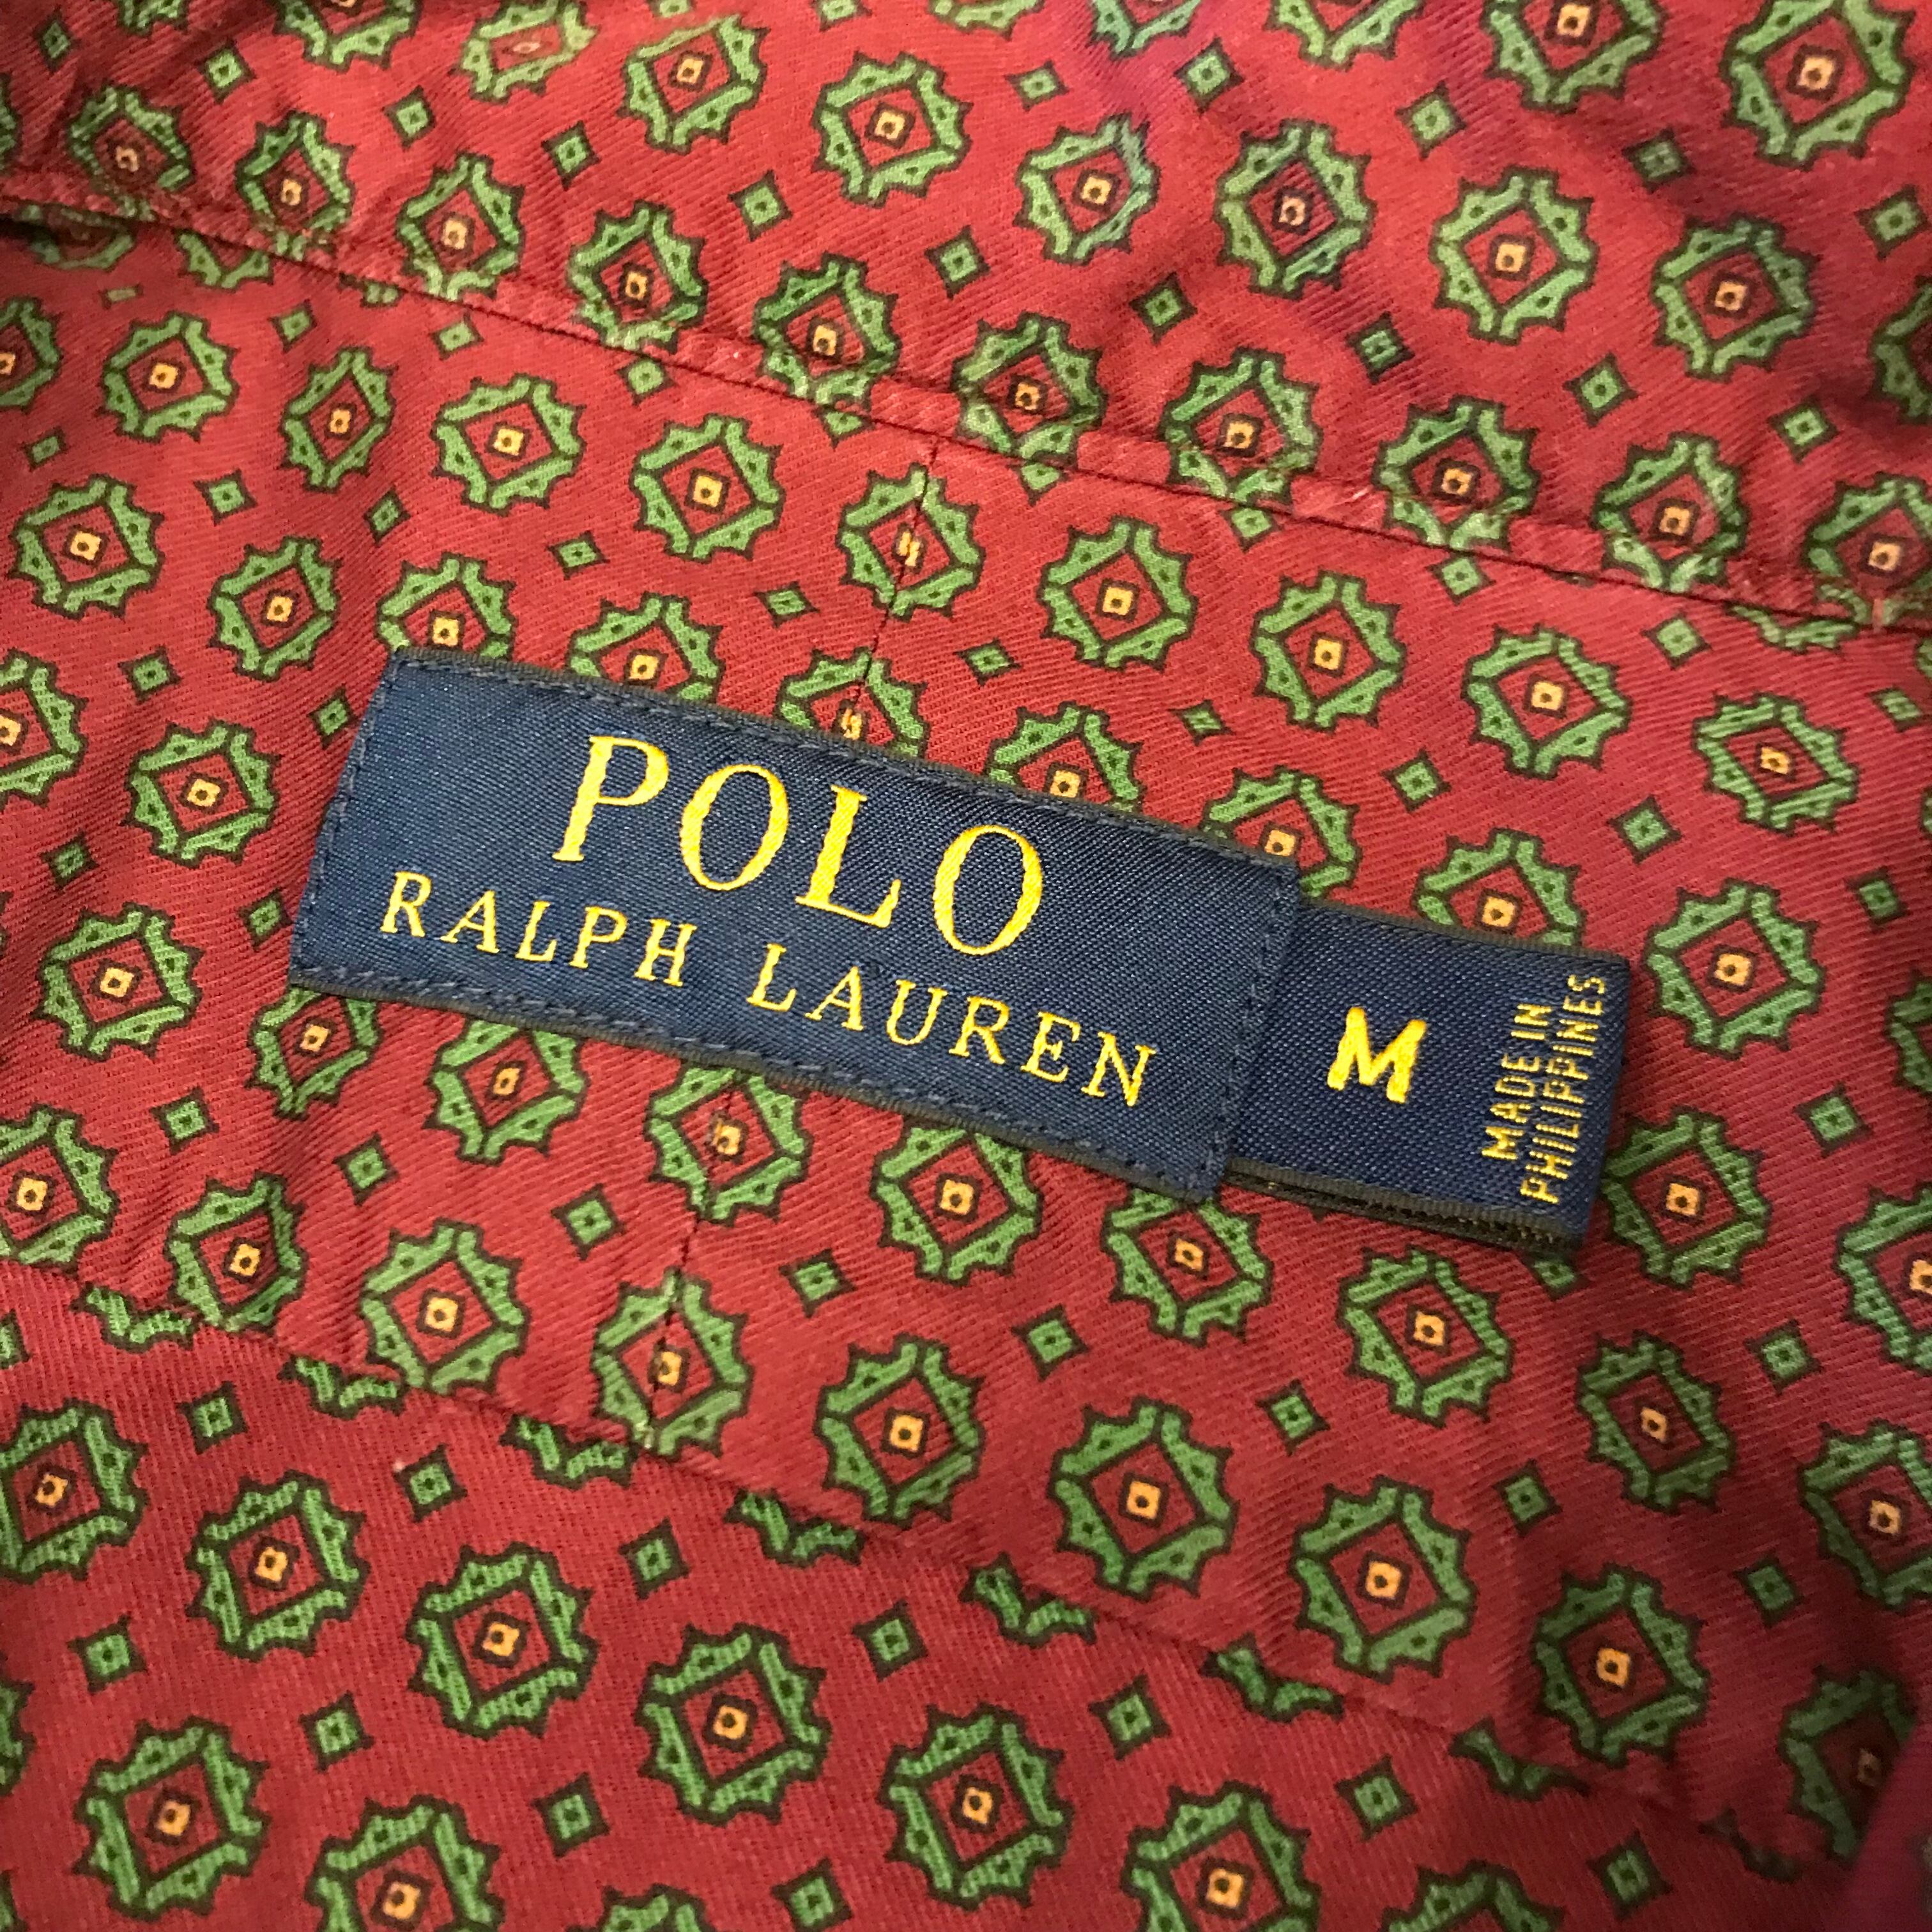 POLO
RALPH LAUREN
M
MADE IN
PHILIPPINES